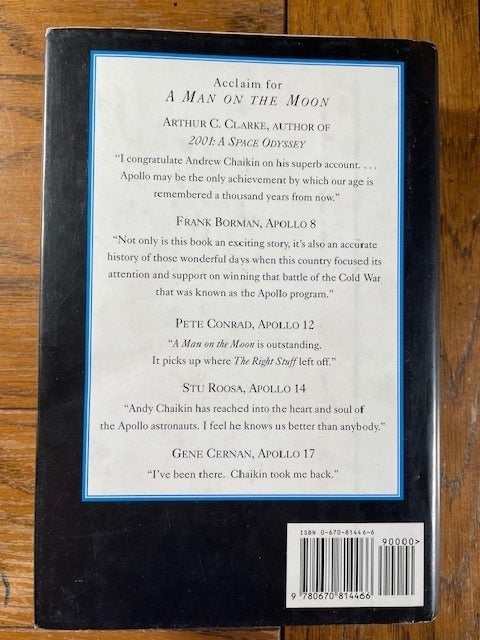 Acclaim for
A MAN ON THE MOON
ARTHUR C. CLARKE, AUTHOR OF
2001: A SPACE ODYSSEY
“I congratulate Andrew Chaikin on his superb account. . . .
Apollo may be the only achievement by which our age is
remembered a thousand years from now.”
FRANK BORMAN, APOLLO 8
“Not only is this book an exciting story, it's also an accurate
history of those wonderful days when this country focused its
attention and support on winning that battle of the Cold War
that was known as the Apollo program.”
PETE CONRAD, APOLLO 12
“A Man on the Moon is outstanding.
It picks up where The Right Stuff left off.”
STU ROOSA, APOLLO 14
“Andy Chaikin has reached into the heart and soul of
the Apollo astronauts. I feel he knows us better than anybody.”
GENE CERNAN, APOLLO 17
“I've been there. Chaikin took me back.”
ISBN 0-670-81446-6
90000>
9 780670 814466